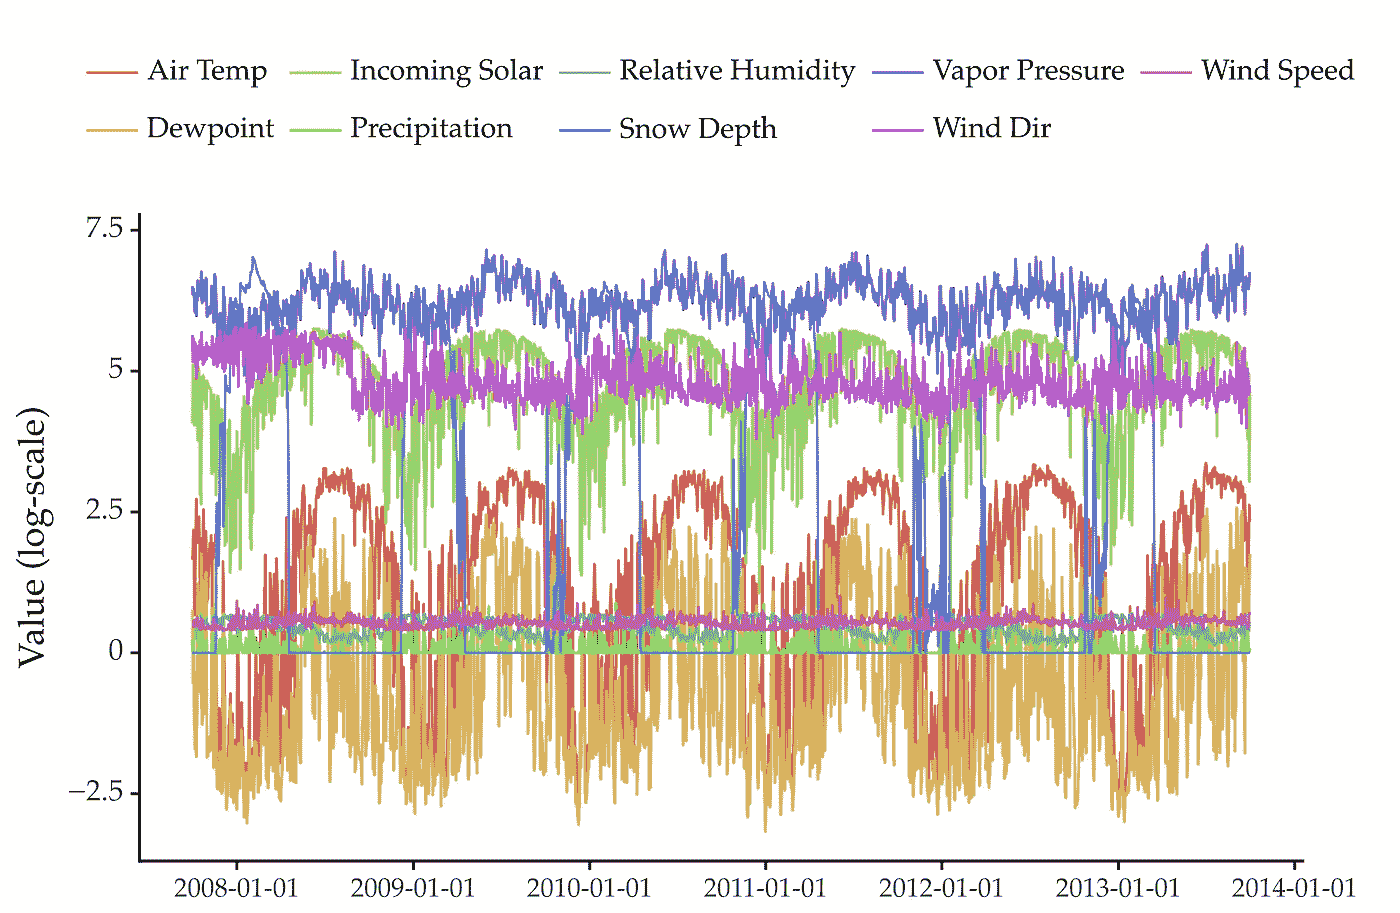 Air Temp Incoming Solar Relative Humidity Vapor Pressure Wind Speed
Dewpoint Precipitation Snow Depth Wind Dir
7.5
5
2.5
0
−2.5
Value (log-scale)
2008-01-01 2009-01-01 2010-01-01 2011-01-01 2012-01-01 2013-01-01 2014-01-01